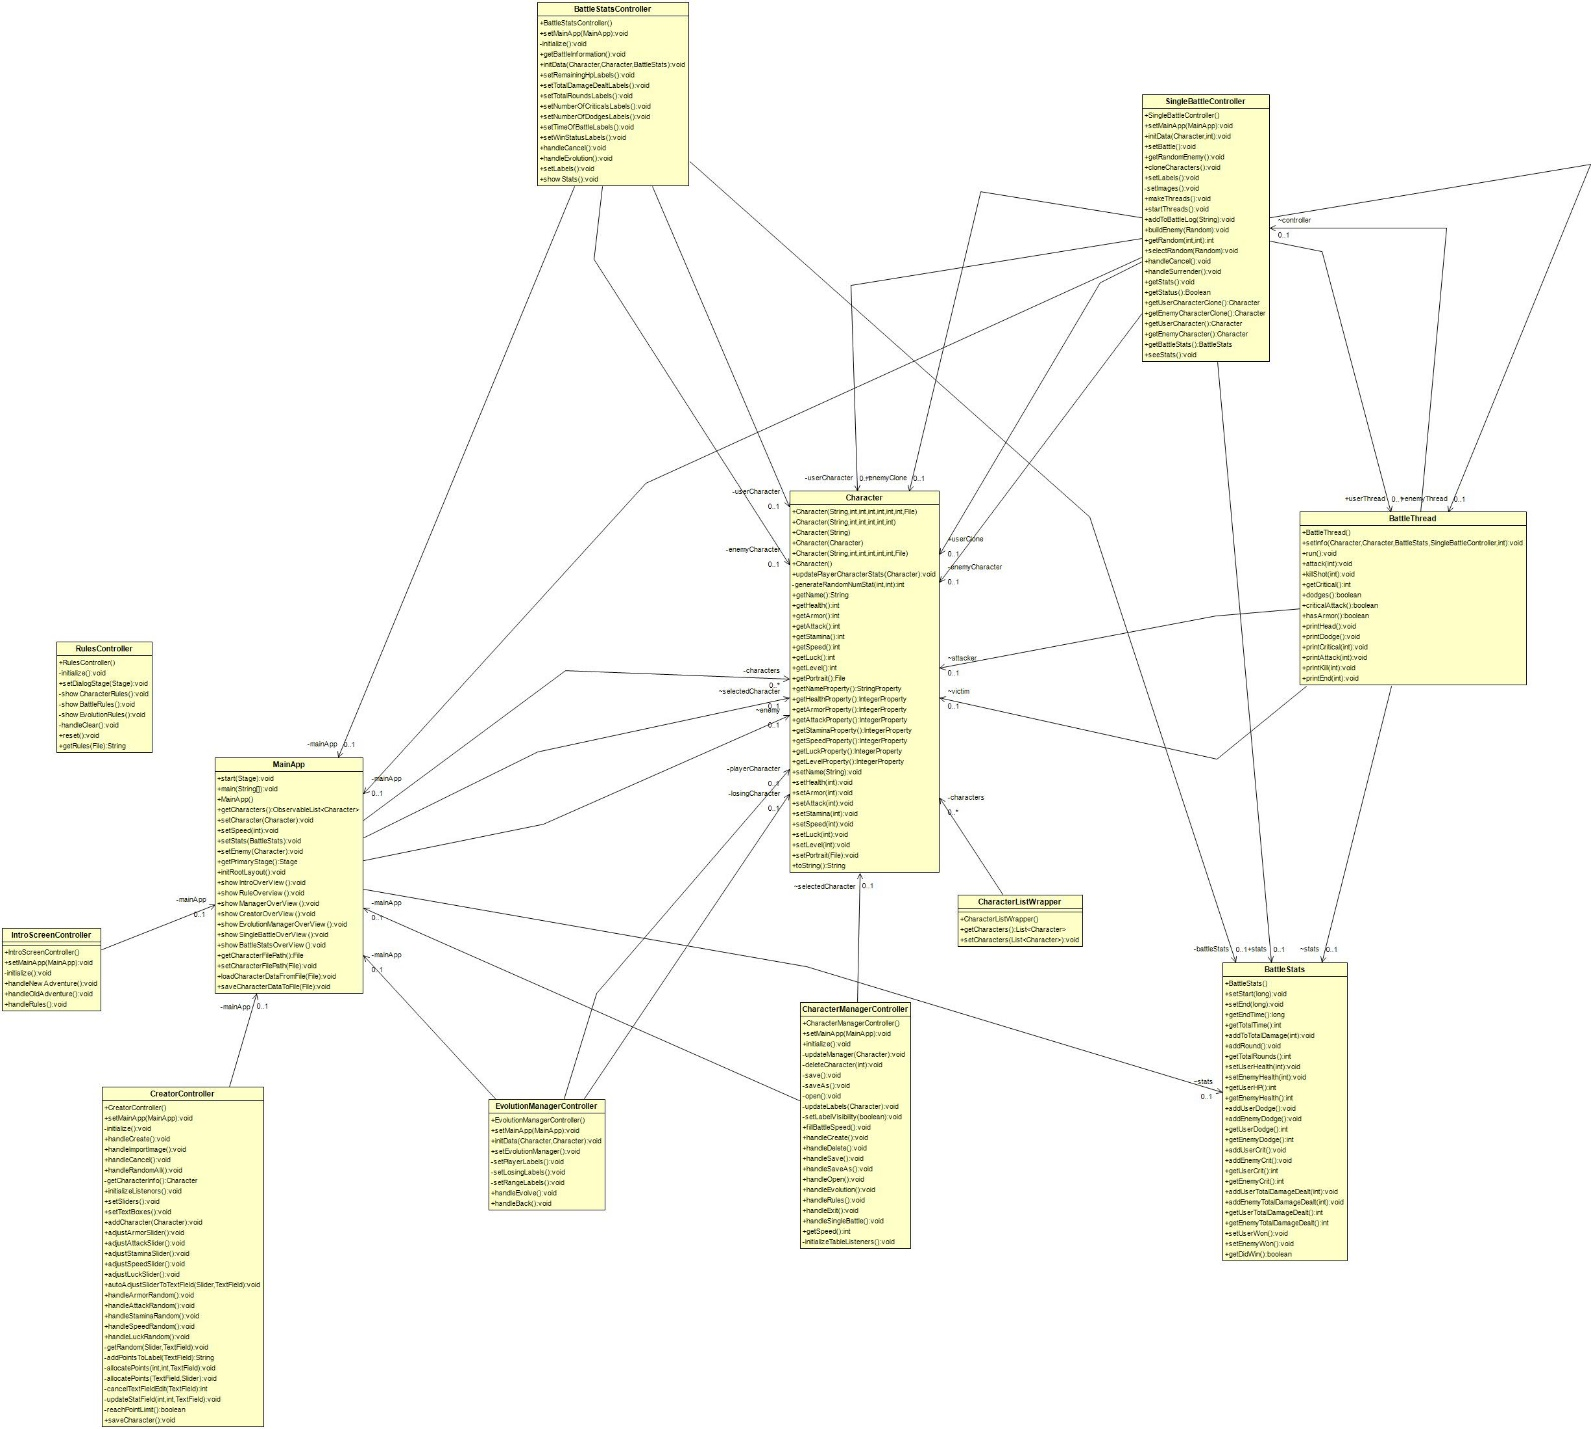 BattleStatsController
+BattleStatsController()
+setMainApp(MainApp):void
-initialize():void
+getBattleInformation():void
+initData(Character,Character,BattleStats):void
+setRemainingHpLabels():void
+setTotalDamageDealtLabels():void
+setTotalRoundsLabels():void
+setNumberOfCriticalsLabels():void
+setNumberOfDodgesLabels():void
+setTimeOfBattleLabels():void
+setWinStatusLabels():void
+handleCancel():void
+handleEvolution():void
+setLabels():void
+showStats():void
SingleBattleController
+SingleBattleController()
+setMainApp(MainApp):void
+initData(Character,int):void
+setBattle():void
+getRandomEnemy():void
+cloneCharacters():void
+setLabels():void
-setImages():void
+makeThreads():void
+startThreads():void
+addToBattleLog(String):void
+buildEnemy(Random):void
+getRandom(int,int):int
+selectRandom(Random):void
+handleCancel():void
+handleSurrender():void
+getStats():void
+getStatus():Boolean
+getUserCharacterClone():Character
+getEnemyCharacterClone():Character
+getUserCharacter():Character
+getEnemyCharacter():Character
+getBattleStats():BattleStats
+seeStats():void
~controller
0..1
-userCharacter
+enemyClone
0..1
-userCharacter
0..1
-enemyCharacter
0..1
+userClone
0..1
-enemyCharacter
0..1
Character
+Character(String,int,int,int,int,int,int,File)
+Character(String,int,int,int,int,int)
+Character(String)
+Character(Character)
+Character(String,int,int,int,int,int,File)
+Character()
+updatePlayerCharacterStats(Character):void
-generateRandomNumStat(int,int):int
+getName():String
+getHealth():int
+getArmor():int
+getAttack():int
+getStamina():int
+getSpeed():int
+getLuck():int
+getLevel():int
+getPortrait():File
+getNameProperty():StringProperty
+getHealthProperty():IntegerProperty
+getArmorProperty():IntegerProperty
+getAttackProperty():IntegerProperty
+getStaminaProperty():IntegerProperty
+getSpeedProperty():IntegerProperty
+getLuckProperty():IntegerProperty
+getLevelProperty():IntegerProperty
+setName(String):void
+setHealth(int):void
+setArmor(int):void
+setAttack(int):void
+setStamina(int):void
+setSpeed(int):void
+setLuck(int):void
+setLevel(int):void
+setPortrait(File):void
+toString():String
+userThread
+enemyThread
0..1
BattleThread
+BattleThread()
+setInfo(Character,Character,BattleStats,SingleBattleController,int):void
+run():void
+attack(int):void
+killShot(int):void
+getCritical():int
+dodges():boolean
+criticalAttack():boolean
+hasArmor():boolean
+printHead():void
+printDodge():void
+printCritical(int):void
+printAttack(int):void
+printKill(int):void
+printEnd(int):void
~attacker
0..1
~victim
0..1
-characters
0..*
~selectedCharacter
0..1
~enemy
0..1
-playerCharacter
0..1
-losingCharacter
0..1
-characters
0..*
RulesController
+RulesController()
-initialize():void
+setDialogStage(Stage):void
-showCharacterRules():void
-showBattleRules():void
-showEvolutionRules():void
-handleClear():void
+reset():void
+getRules(File):String
-mainApp
0..1
-mainApp
0..1
MainApp
+start(Stage):void
+main(String[]):void
+MainApp()
+getCharacters():ObservableList<Character>
+setCharacter(Character):void
+setSpeed(int):void
+setStats(BattleStats):void
+setEnemy(Character):void
+getPrimaryStage():Stage
+initRootLayout():void
+showIntroOverView():void
+showRuleOverview():void
+showManagerOverView():void
+showCreatorOverView():void
+showEvolutionManagerOverView():void
+showSingleBattleOverView():void
+showBattleStatsOverView():void
+getCharacterFilePath():File
+setCharacterFilePath(File):void
+loadCharacterDataFromFile(File):void
+saveCharacterDataToFile(File):void
-mainApp
0..1
-mainApp
0..1
-mainApp
0..1
-mainApp
0..1
IntroScreenController
+IntroScreenController()
+setMainApp(MainApp):void
-initialize():void
+handleNewAdventure():void
+handleOldAdventure():void
+handleRules():void
~selectedCharacter
0..1
CharacterListWrapper
+CharacterListWrapper()
+getCharacters():List<Character>
+setCharacters(List<Character>):void
-battleStats
0..1
+stats
0..1
~stats
0..1
~stats
0..1
BattleStats
+BattleStats()
+setStart(long):void
+setEnd(long):void
+getEndTime():long
+getTotalTime():int
+addToTotalDamage(int):void
+addRound():void
+getTotalRounds():int
+setUserHealth(int):void
+setEnemyHealth(int):void
+getUserHP():int
+getEnemyHealth():int
+addUserDodge():void
+addEnemyDodge():void
+getUserDodge():int
+getEnemyDodge():int
+addUserCrit():void
+addEnemyCrit():void
+getUserCrit():int
+getEnemyCrit():int
+addUserTotalDamageDealt(int):void
+addEnemyTotalDamageDealt(int):void
+getUserTotalDamageDealt():int
+getEnemyTotalDamageDealt():int
+setUserWon():void
+setEnemyWon():void
+getDidWin():boolean
CharacterManagerController
+CharacterManagerController()
+setMainApp(MainApp):void
+initialize():void
-updateManager(Character):void
-deleteCharacter(int):void
-save():void
-saveAs():void
-open():void
-updateLabels(Character):void
-setLabelVisibility(boolean):void
+fillBattleSpeed():void
+handleCreate():void
+handleDelete():void
+handleSave():void
+handleSaveAs():void
+handleOpen():void
+handleEvolution():void
+handleRules():void
+handleExit():void
+handleSingleBattle():void
+getSpeed():int
-initializeTableListeners():void
EvolutionManagerController
+EvolutionManagerController()
+setMainApp(MainApp):void
+initData(Character,Character):void
+setEvolutionManager():void
-setPlayerLabels():void
-setLosingLabels():void
-setRangeLabels():void
+handleEvolve():void
+handleBack():void
CreatorController
+CreatorController()
+setMainApp(MainApp):void
-initialize():void
+handleCreate():void
+handleImportImage():void
+handleCancel():void
+handleRandomAll():void
-getCharacterInfo():Character
+initializeListenors():void
+setSliders():void
+setTextBoxes():void
+addCharacter(Character):void
+adjustArmorSlider():void
+adjustAttackSlider():void
+adjustStaminaSlider():void
+adjustSpeedSlider():void
+adjustLuckSlider():void
+autoAdjustSliderToTextField(Slider,TextField):void
+handleArmorRandom():void
+handleAttackRandom():void
+handleStaminaRandom():void
+handleSpeedRandom():void
+handleLuckRandom():void
-getRandom(Slider,TextField):void
-addPointsToLabel(TextField):String
-allocatePoints(int,int,TextField):void
-allocatePoints(TextField,Slider):void
-cancelTextFieldEdit(TextField):int
-updateStatField(int,int,TextField):void
-reachPointLimit():boolean
+saveCharacter():void